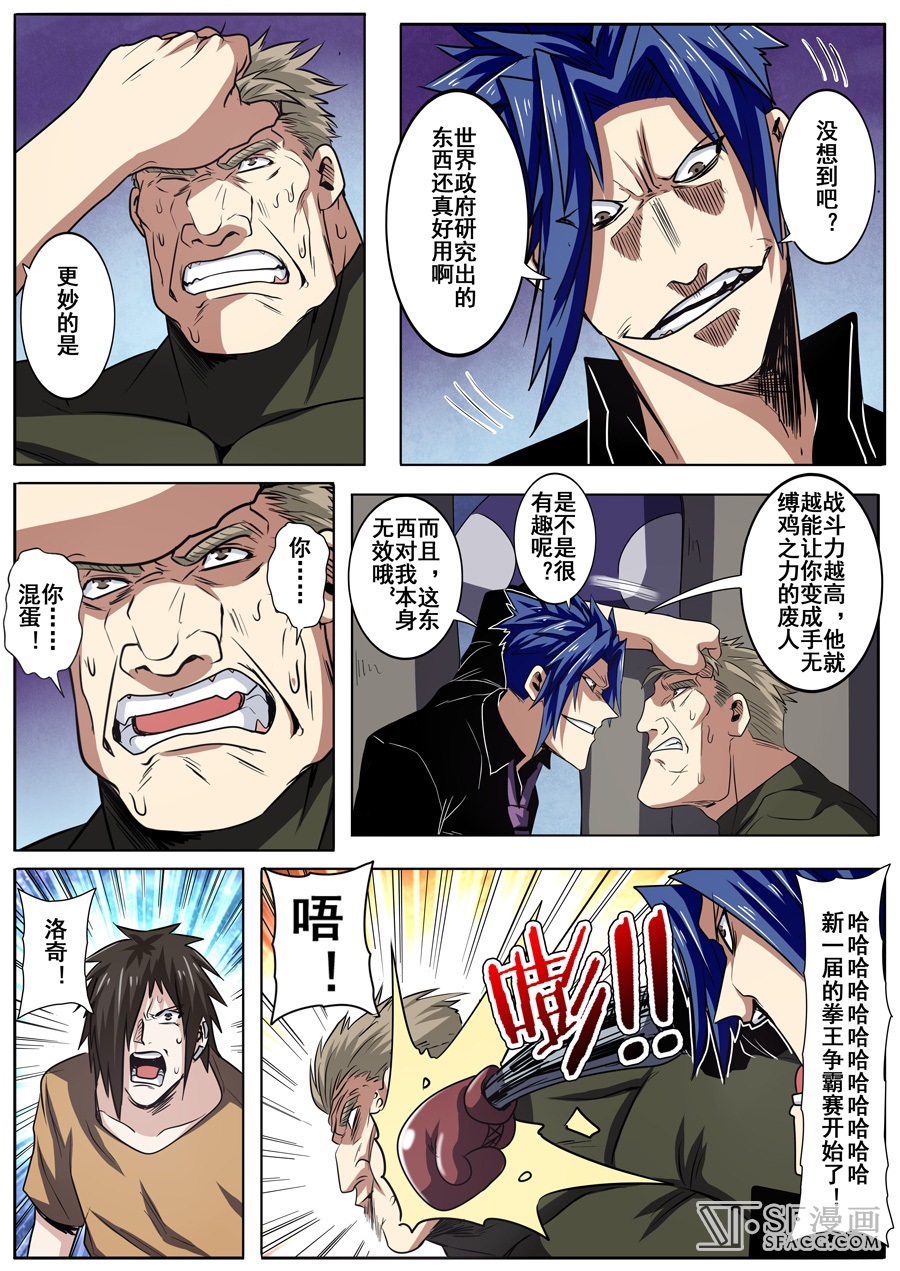 没想到吧？
世界政府研究出的
东西还真好用啊
更妙的是
战斗力越高，他就
越能让你变成手无
缚鸡之力的废人
是不是很
有趣呢？
而且，这东
西对我本身
无效哦
你……
你……
混蛋！
哈哈哈哈哈哈哈哈哈哈哈哈
新一届的拳王争霸赛开始了！
嘭！！
唔！
洛奇！
SF漫画
SFACG.COM